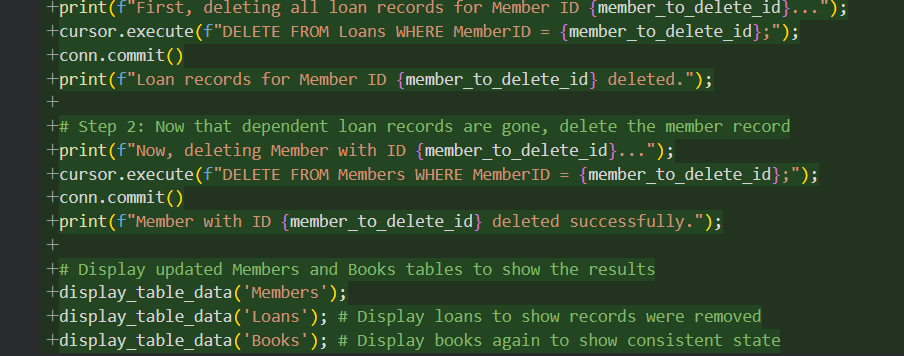 +print(f"First, deleting all loan records for Member ID {member_to_delete_id}...");
+cursor.execute(f"DELETE FROM Loans WHERE MemberID = {member_to_delete_id};");
+conn.commit()
+print(f"Loan records for Member ID {member_to_delete_id} deleted.");
+
+# Step 2: Now that dependent loan records are gone, delete the member record
+print(f"Now, deleting Member with ID {member_to_delete_id}...");
+cursor.execute(f"DELETE FROM Members WHERE MemberID = {member_to_delete_id};");
+conn.commit()
+print(f"Member with ID {member_to_delete_id} deleted successfully.");
+
+# Display updated Members and Books tables to show the results
+display_table_data('Members');
+display_table_data('Loans'); # Display loans to show records were removed
+display_table_data('Books'); # Display books again to show consistent state